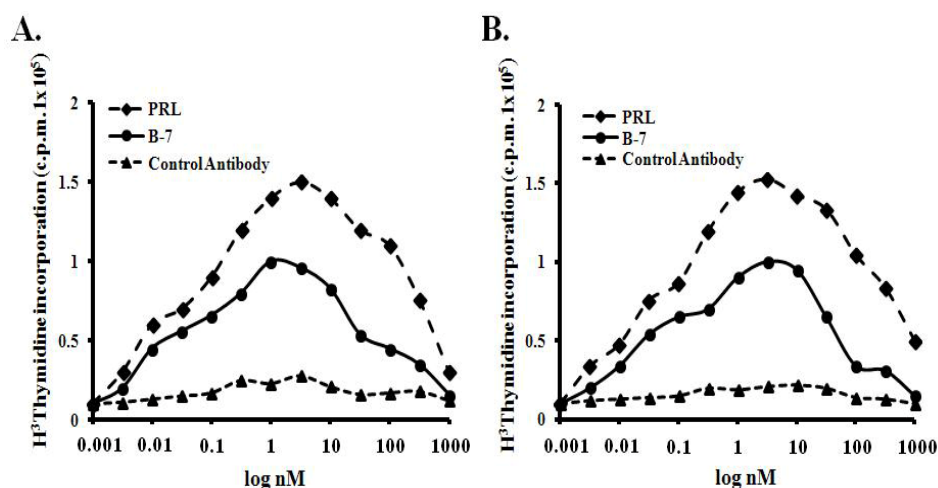 A.
H³Thymidine incorporation (c.p.m. 1x10⁵)
2
1.5
1
0.5
0
PRL
B-7
Control Antibody
0.001 0.01 0.1 1 10 100 1000
log nM
B.
H³Thymidine incorporation (c.p.m. 1x10⁵)
2
1.5
1
0.5
0
PRL
B-7
Control Antibody
0.001 0.01 0.1 1 10 100 1000
log nM